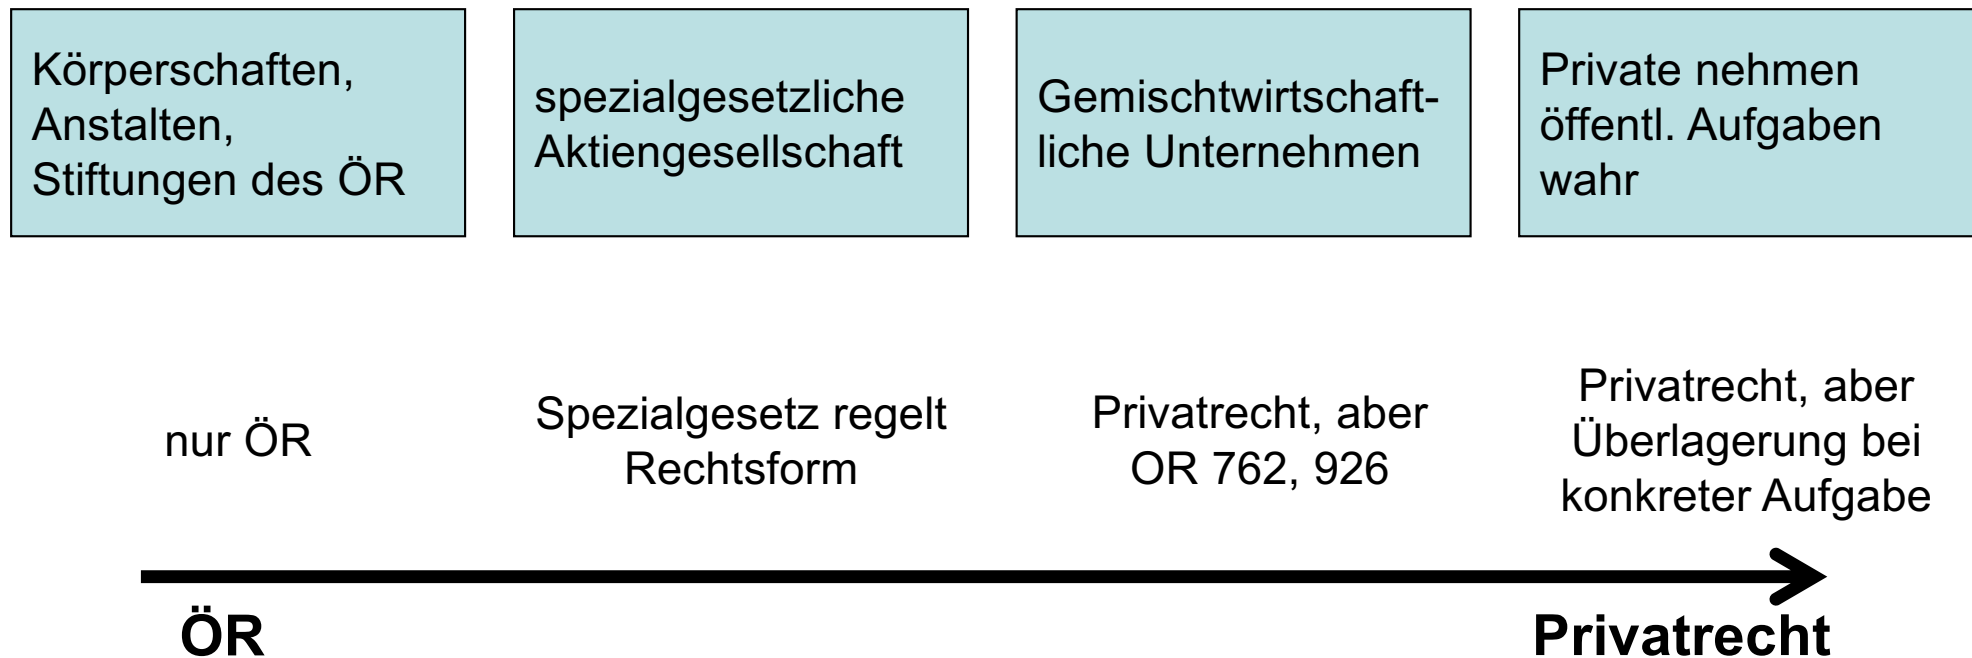 Körperschaften,
Anstalten,
Stiftungen des ÖR
spezialgesetzliche
Aktiengesellschaft
Gemischtwirtschaft-
liche Unternehmen
Private nehmen
öffentl. Aufgaben
wahr
nur ÖR
Spezialgesetz regelt
Rechtsform
Privatrecht, aber
OR 762, 926
Privatrecht, aber
Überlagerung bei
konkreter Aufgabe
ÖR
Privatrecht